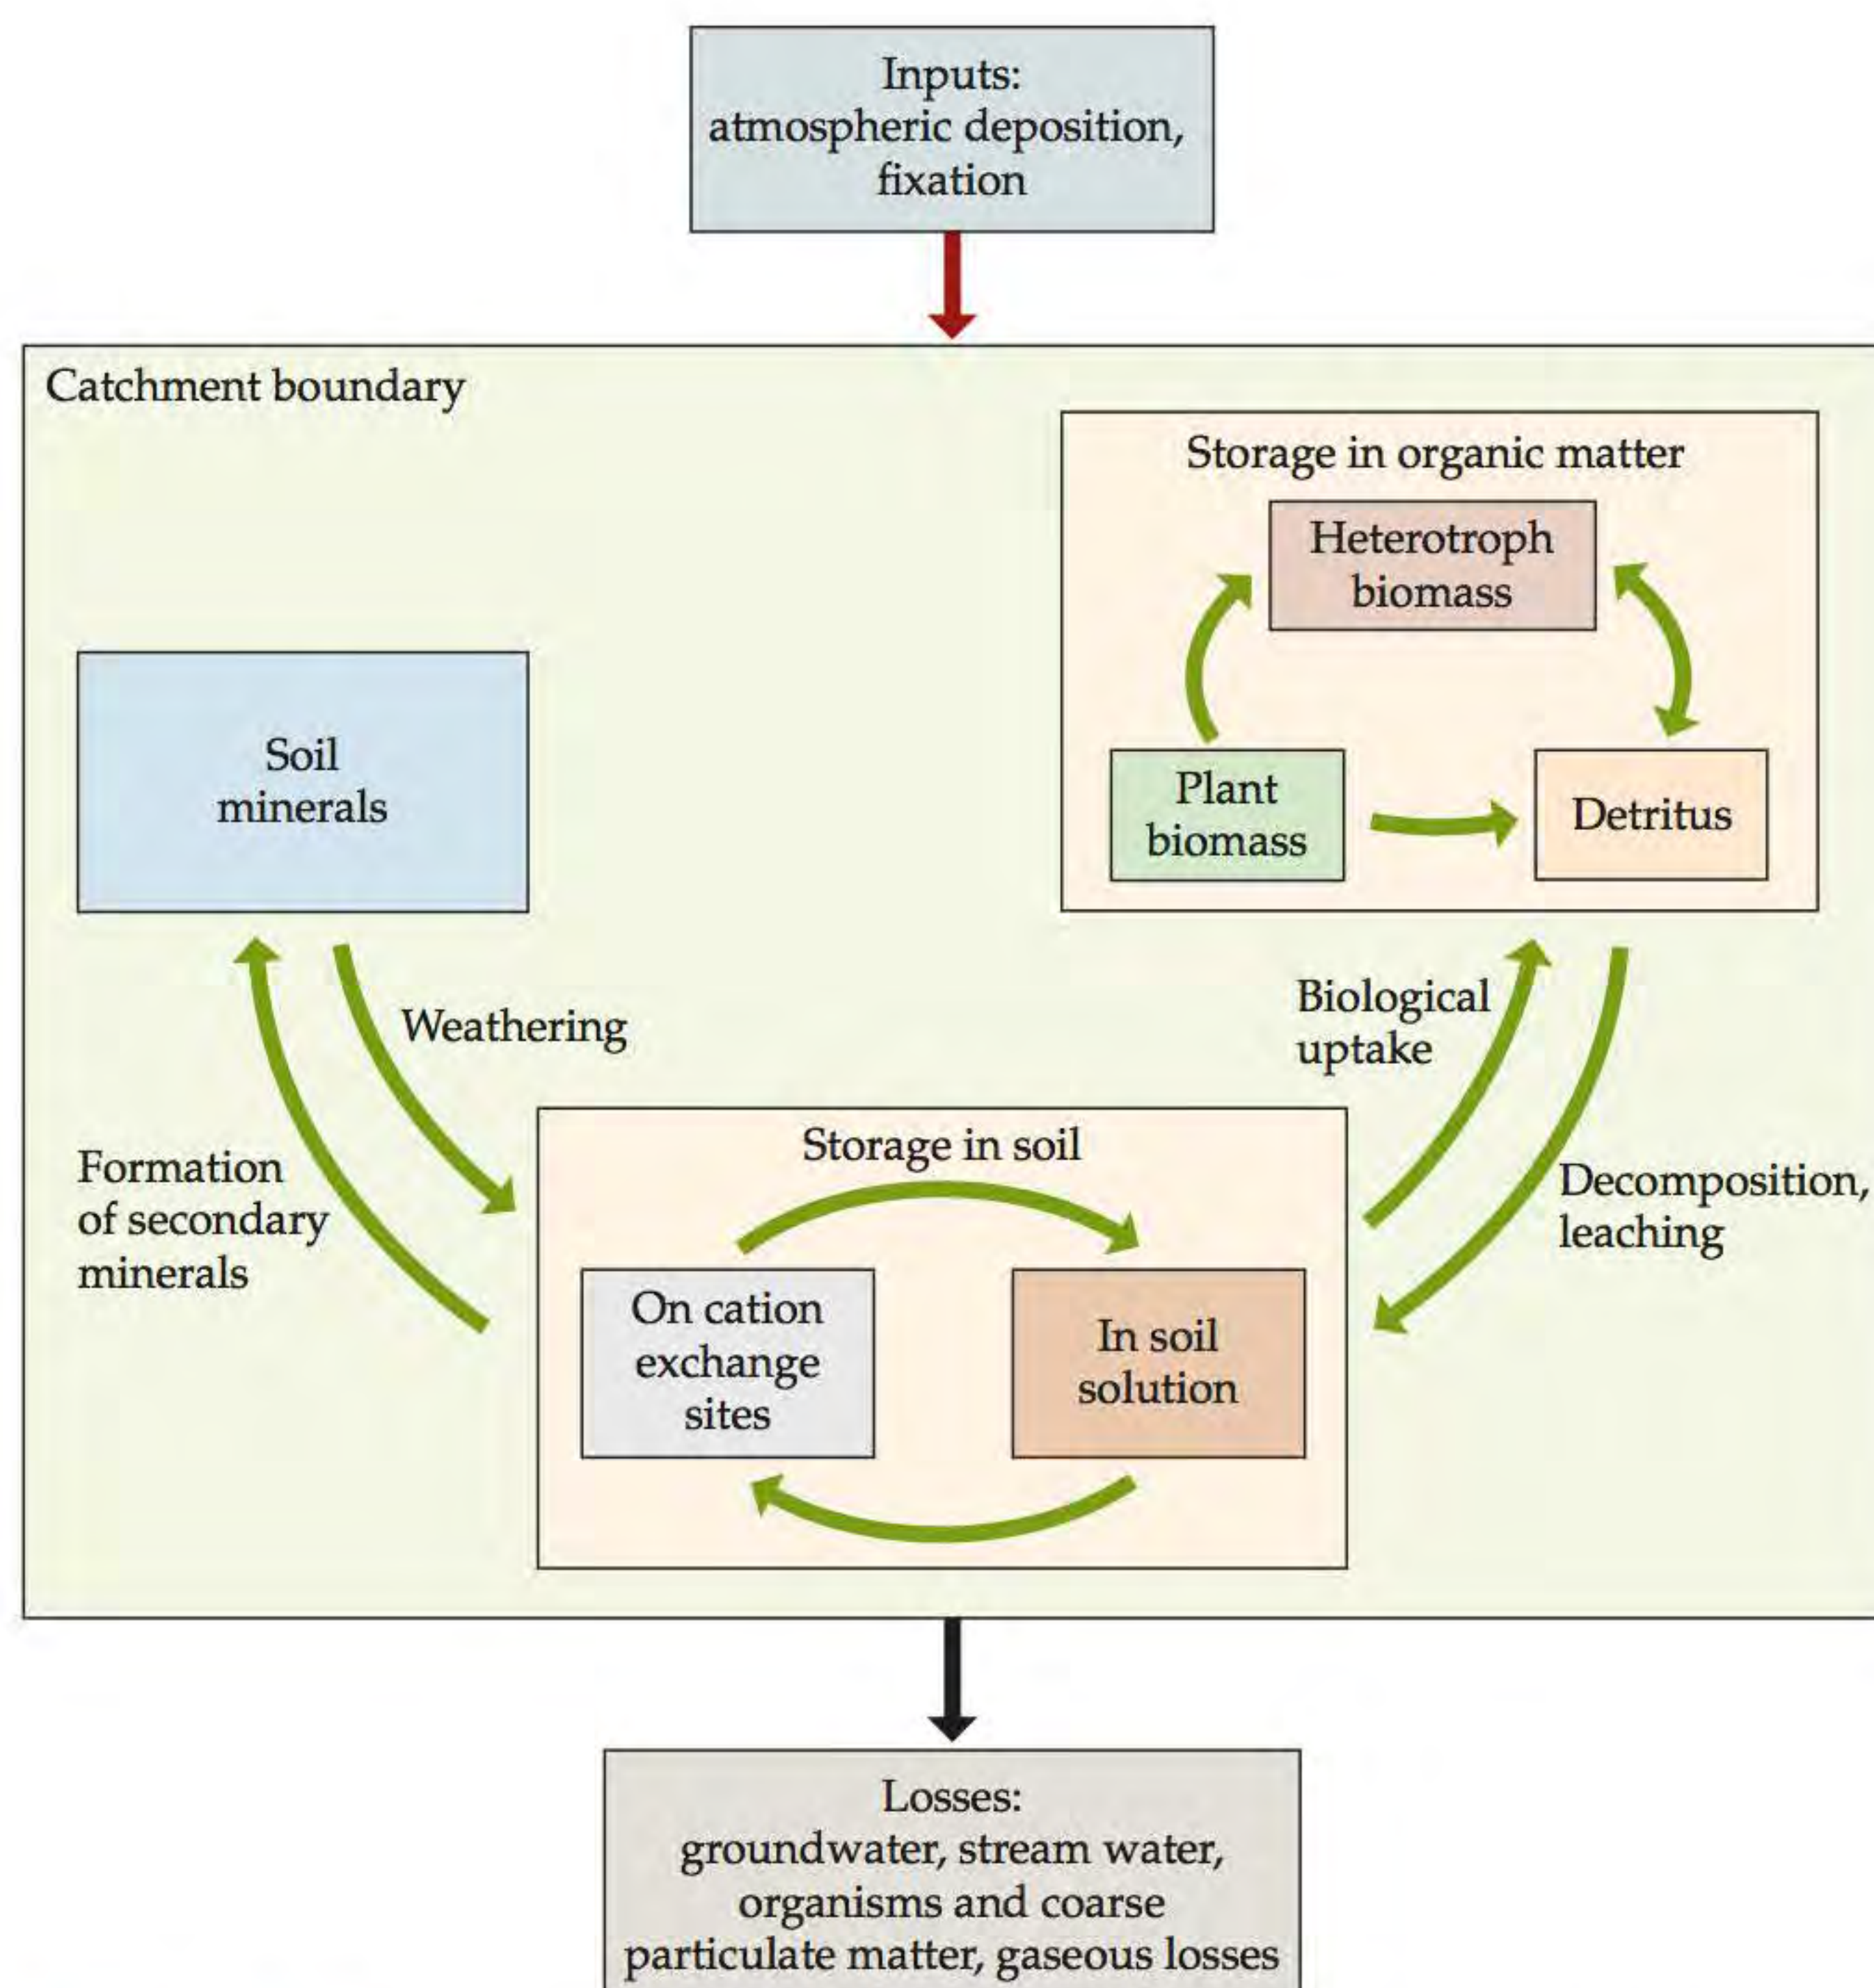 Inputs:
atmospheric deposition,
fixation
Catchment boundary
Storage in organic matter
Heterotroph
biomass
Soil
minerals
Plant
biomass
Detritus
Weathering
Biological
uptake
Formation
of secondary
minerals
Storage in soil
Decomposition,
leaching
On cation
exchange
sites
In soil
solution
Losses:
groundwater, stream water,
organisms and coarse
particulate matter, gaseous losses